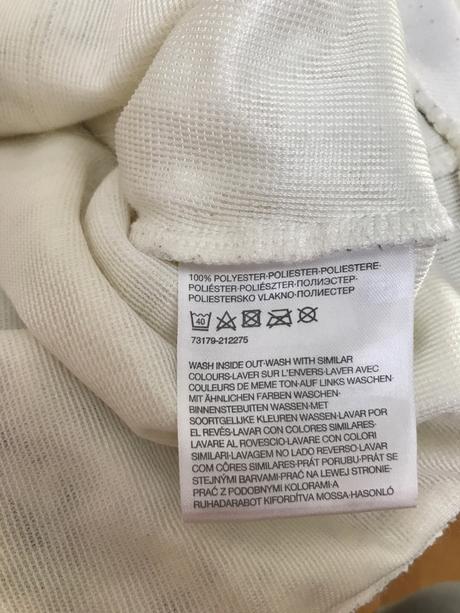 100% POLYESTER-POLIESTER-POLIESTERE-
POLIÉSTER-POLIÉSZTER-ПОЛИЭСТЕР-
POLIESTERSKO VLAKNO-ПОЛИЕСТЕР
40
73179-212275
WASH INSIDE OUT-WASH WITH SIMILAR
COLOURS-LAVER SUR L'ENVERS-LAVER AVEC
COULEURS DE MEME TON-AUF LINKS WASCHEN-
MIT ÄHNLICHEN FARBEN WASCHEN-
BINNENSTEBUITEN WASSEN-MET
SOORTGELIJKE KLEUREN WASSEN-LAVAR POR
EL REVÉS-LAVAR CON COLORES SIMILARES-
LAVARE AL ROVESCIO-LAVARE CON COLORI
SIMILARI-LAVAGEM NO LADO REVERSO-LAVAR
COM CÔRES SIMILARES-PRÁT PORUBU-PRÁT SE
STEJNÝMI BARVAMI-PRAĆ NA LEWEJ STRONIE-
PRAĆ Z PODOBNYMI KOLORAMI-A
RUHADARABOT KIFORDÍTVA MOSSA-HASONLÓ